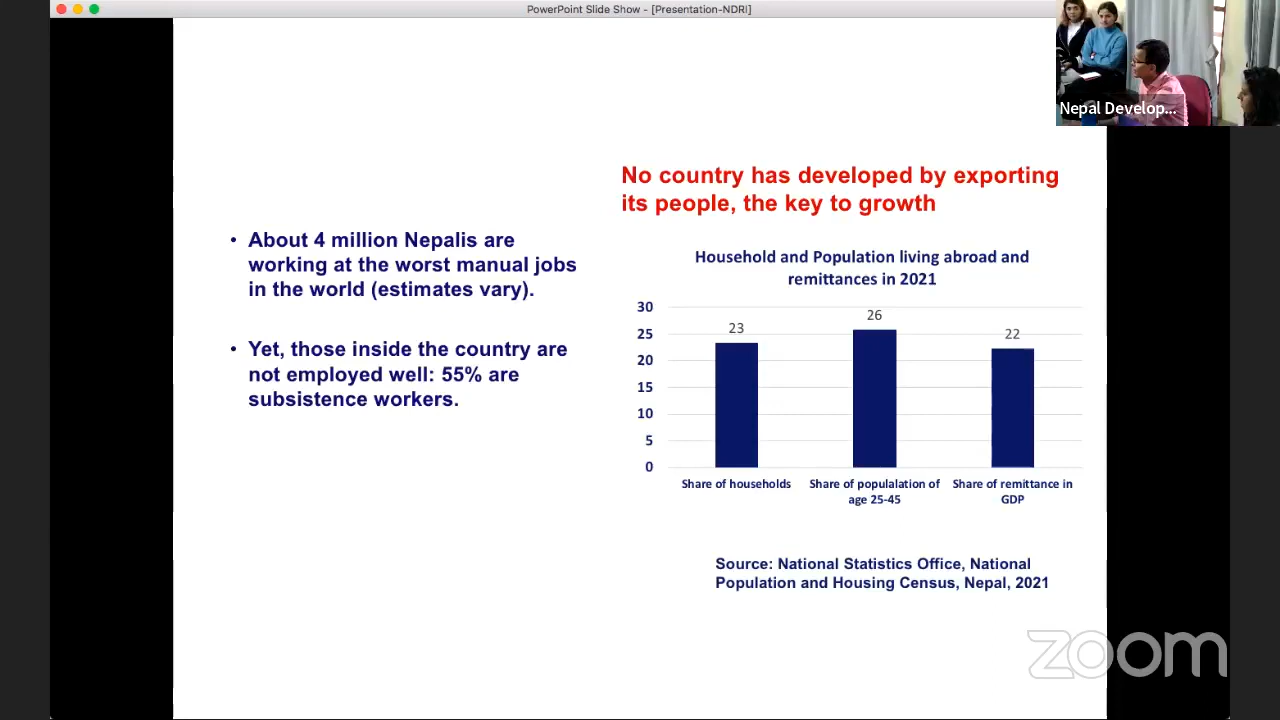 PowerPoint Slide Show - [Presentation-NDRI]
Nepal Develop...
No country has developed by exporting
its people, the key to growth
• About 4 million Nepalis are
working at the worst manual jobs
in the world (estimates vary).
• Yet, those inside the country are
not employed well: 55% are
subsistence workers.
Household and Population living abroad and
remittances in 2021
30
25
20
15
10
5
0
23
26
22
Share of households
Share of populalation of
age 25-45
Share of remittance in
GDP
Source: National Statistics Office, National
Population and Housing Census, Nepal, 2021
zoom